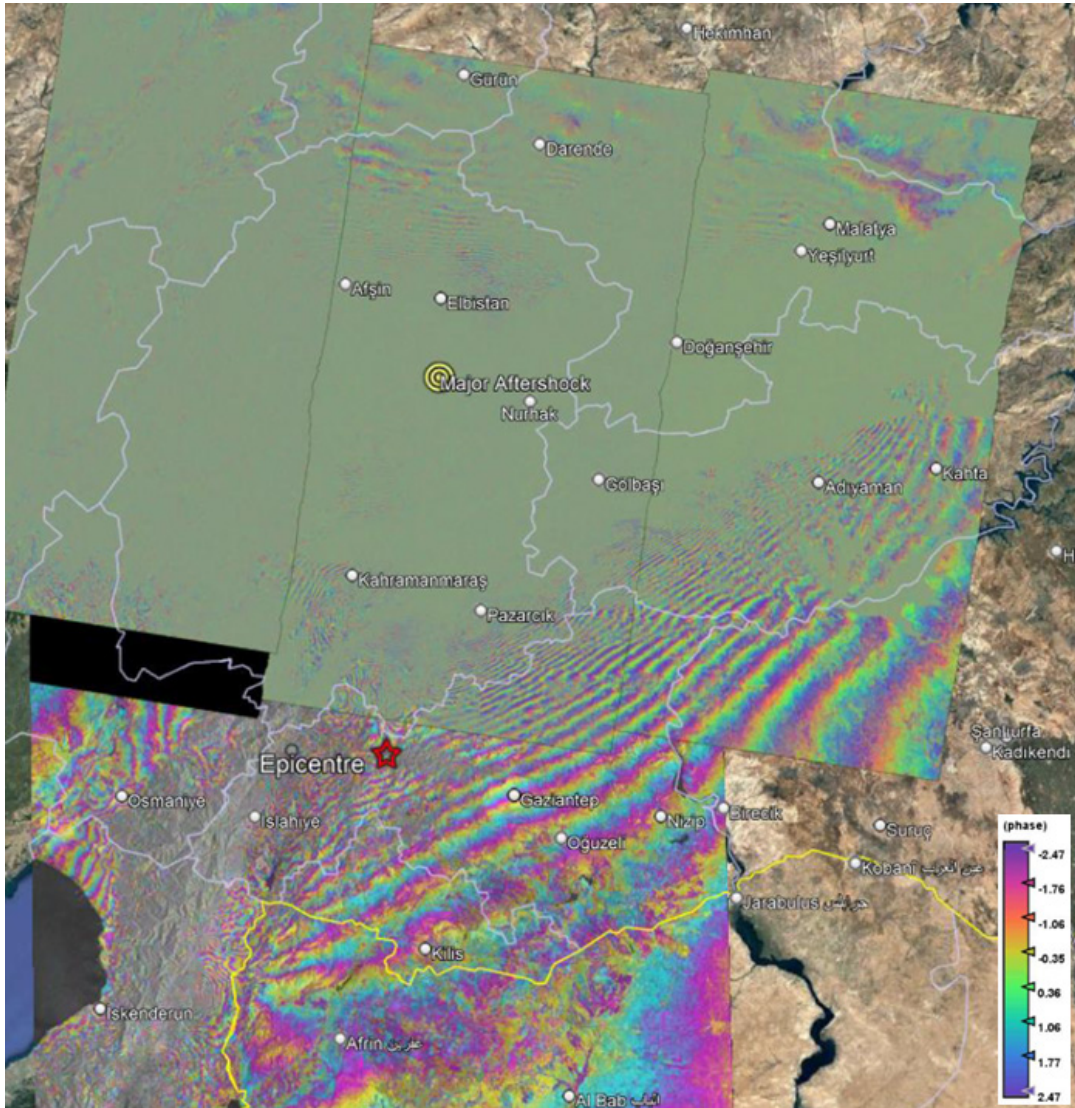 Hekimhan
Gürün
Darende
Malatya
Yeşilyurt
Afşin
Elbistan
Doğanşehir
Major Aftershock
Nurhak
Kahta
Gölbaşı
Adıyaman
H
Kahramanmaraş
Pazarcık
Epicentre
Şanlıurfa
Kadıkendi
Osmaniye
Gaziantep
İslahiye
Nizip
Birecik
Suruç
Oğuzeli
Kobanî عين العرب
Jarabulus جرابلس
Kilis
İskenderun
Afrin عفرين
Al Bab الباب
(phase)
-2.47
-1.76
-1.06
-0.35
0.36
1.06
1.77
2.47